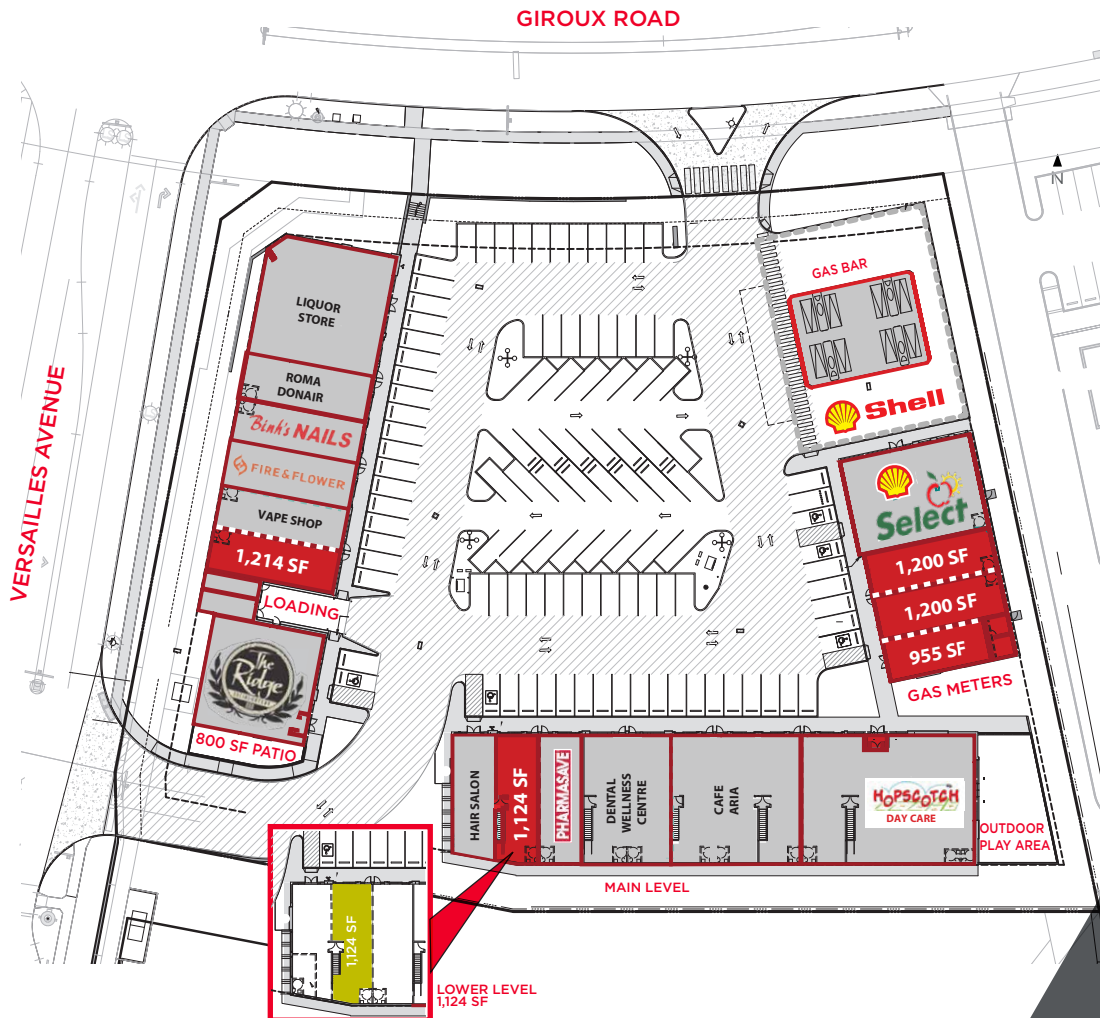 GIROUX ROAD
N
GAS BAR
Shell
LIQUOR
STORE
ROMA
DONAIR
Binh's NAILS
FIRE & FLOWER
VAPE SHOP
1,214 SF
LOADING
The
Ridge
800 SF PATIO
VERSAILLES AVENUE
Select
1,200 SF
1,200 SF
955 SF
GAS METERS
HAIR SALON
1,124 SF
PHARMASAVE
DENTAL
WELLNESS
CENTRE
CAFE
ARIA
HOPSCOTCH
DAY CARE
OUTDOOR
PLAY AREA
MAIN LEVEL
1,124 SF
LOWER LEVEL
1,124 SF